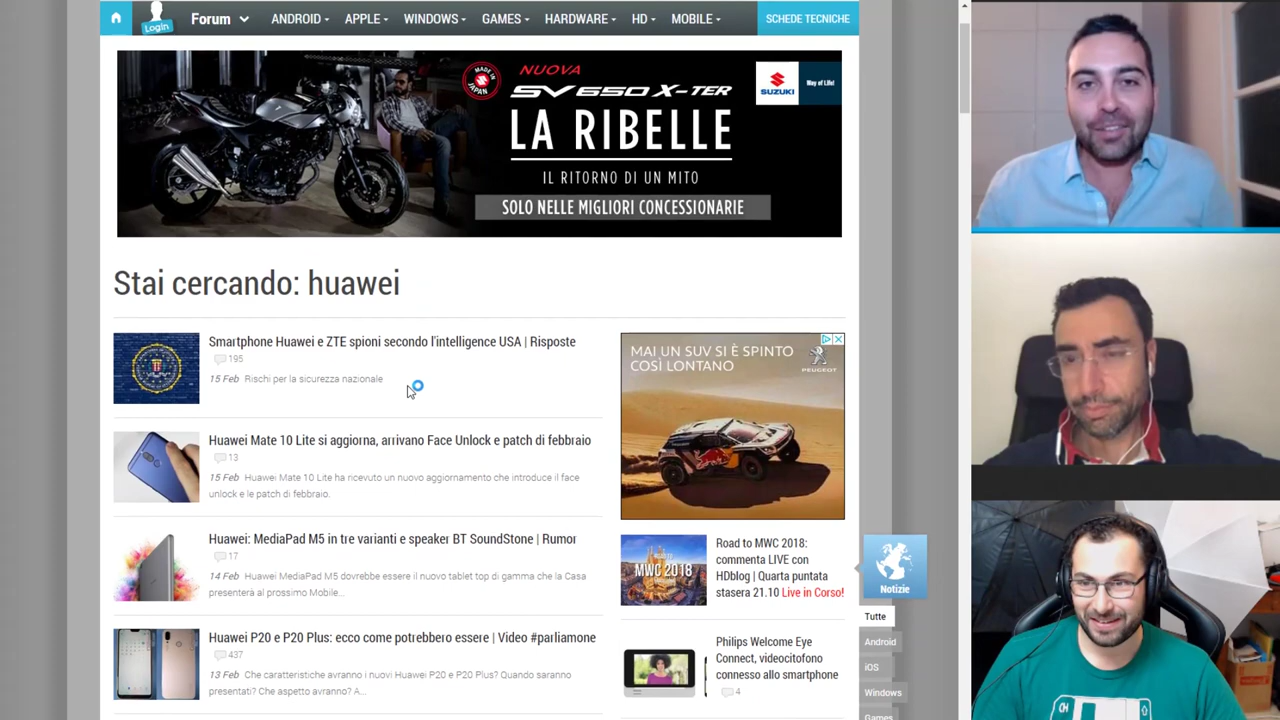 Login
Forum
ANDROID
APPLE
WINDOWS
GAMES
HARDWARE
HD
MOBILE
SCHEDE TECNICHE
MADE IN JAPAN
NUOVA
SV650 X-TER
LA RIBELLE
IL RITORNO DI UN MITO
SOLO NELLE MIGLIORI CONCESSIONARIE
SUZUKI
Way of Life!
Stai cercando: huawei
Smartphone Huawei e ZTE spioni secondo l'intelligence USA | Risposte
195
15 Feb Rischi per la sicurezza nazionale
Huawei Mate 10 Lite si aggiorna, arrivano Face Unlock e patch di febbraio
13
15 Feb Huawei Mate 10 Lite ha ricevuto un nuovo aggiornamento che introduce il face
unlock e le patch di febbraio.
Huawei: MediaPad M5 in tre varianti e speaker BT SoundStone | Rumor
17
14 Feb Huawei MediaPad M5 dovrebbe essere il nuovo tablet top di gamma che la Casa
presenterà al prossimo Mobile...
Huawei P20 e P20 Plus: ecco come potrebbero essere | Video #parliamone
437
13 Feb Che caratteristiche avranno i nuovi Huawei P20 e P20 Plus? Quando saranno
presentati? Che aspetto avranno? A...
MAI UN SUV SI È SPINTO
COSÌ LONTANO
PEUGEOT
Red Bull
ROAD TO
MWC 2018
Road to MWC 2018:
commenta LIVE con
HDblog | Quarta puntata
stasera 21.10 Live in Corso!
Philips Welcome Eye
Connect, videocitofono
connesso allo smartphone
4
Notizie
Tutte
Android
iOS
Windows
Games